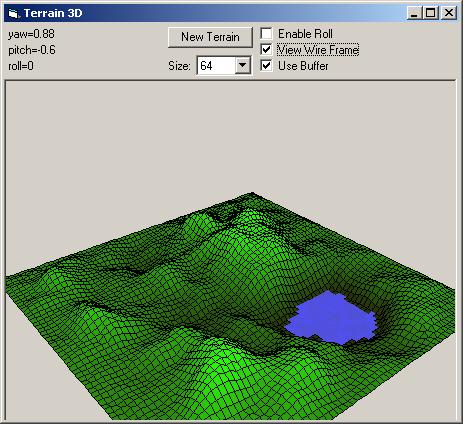 Terrain 3D
yaw=0.88
pitch=-0.6
roll=0
New Terrain
Size: 64
Enable Roll
View Wire Frame
Use Buffer